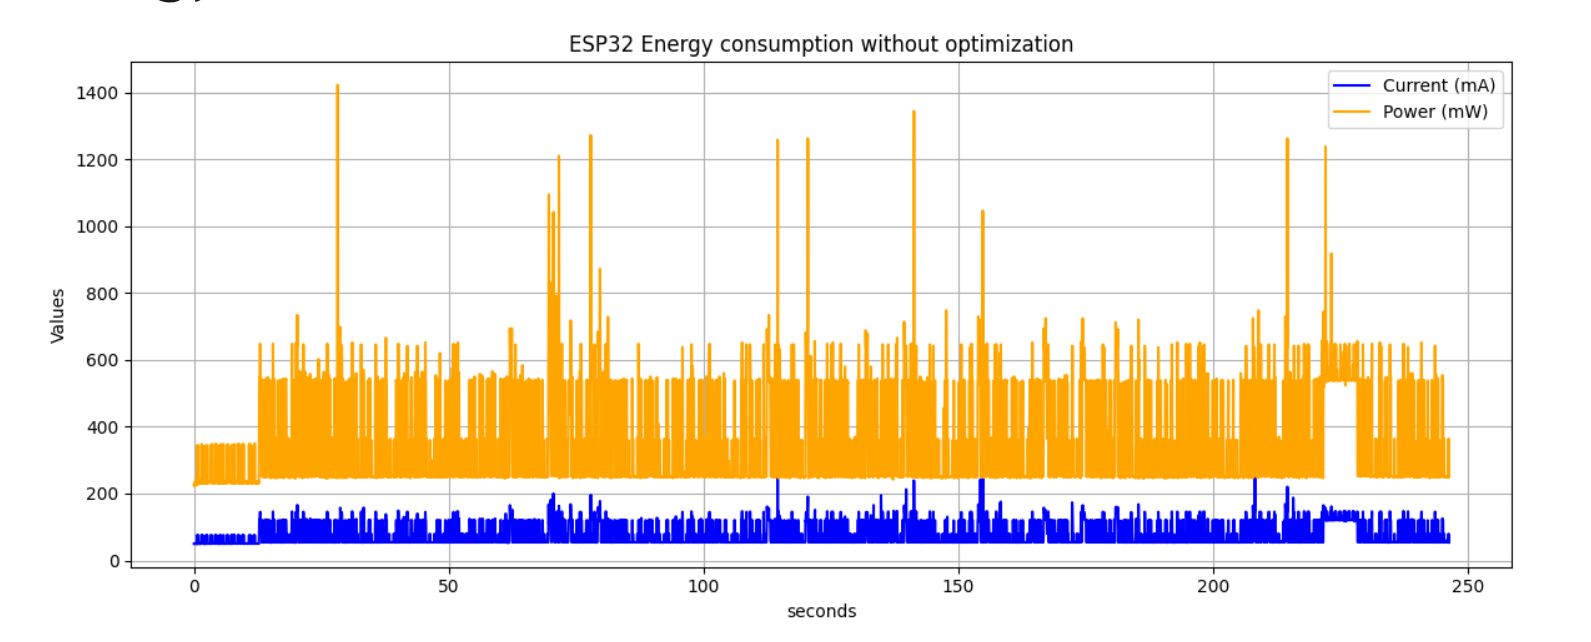 ESP32 Energy consumption without optimization
Current (mA)
Power (mW)
Values
1400
1200
1000
800
600
400
200
0
0 50 100 150 200 250
seconds